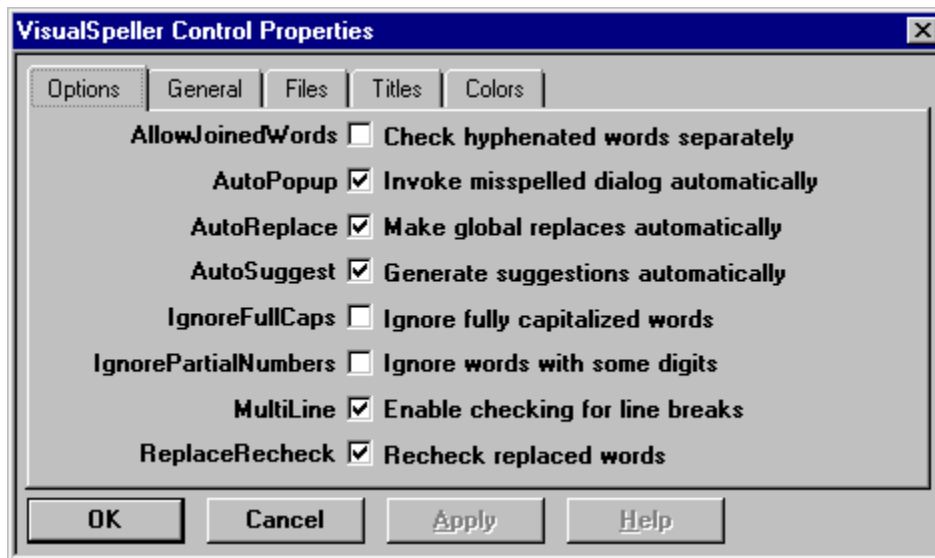 VisualSpeller Control Properties
Options General Files Titles Colors
AllowJoinedWords Check hyphenated words separately
AutoPopup Invoke misspelled dialog automatically
AutoReplace Make global replaces automatically
AutoSuggest Generate suggestions automatically
IgnoreFullCaps Ignore fully capitalized words
IgnorePartialNumbers Ignore words with some digits
MultiLine Enable checking for line breaks
ReplaceRecheck Recheck replaced words
OK Cancel Apply Help